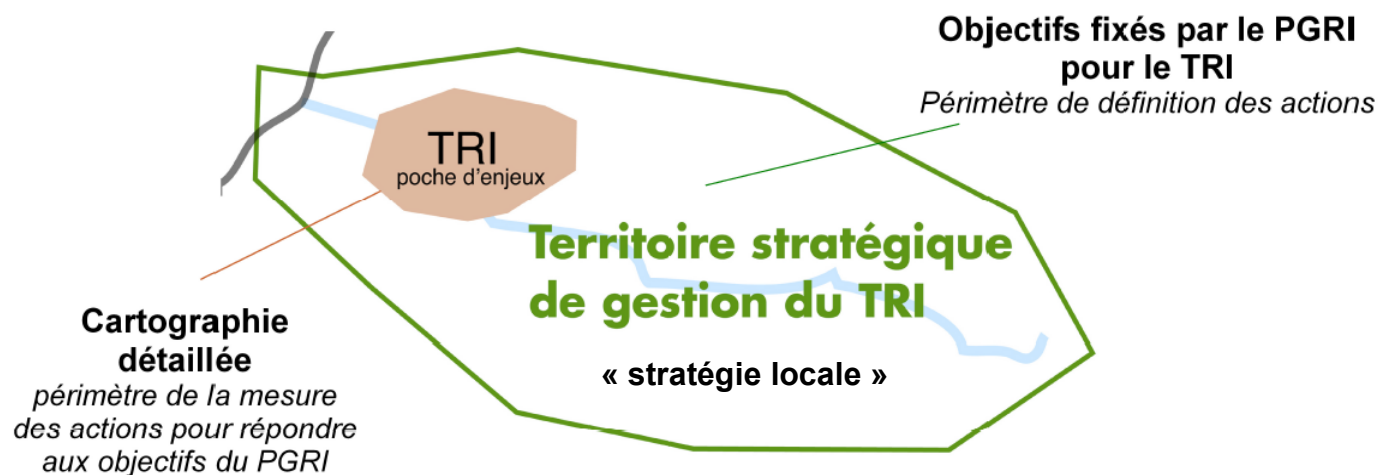 Objectifs fixés par le PGRI
pour le TRI
Périmètre de définition des actions
TRI
poche d'enjeux
Territoire stratégique
de gestion du TRI
« stratégie locale »
Cartographie
détaillée
périmètre de la mesure
des actions pour répondre
aux objectifs du PGRI